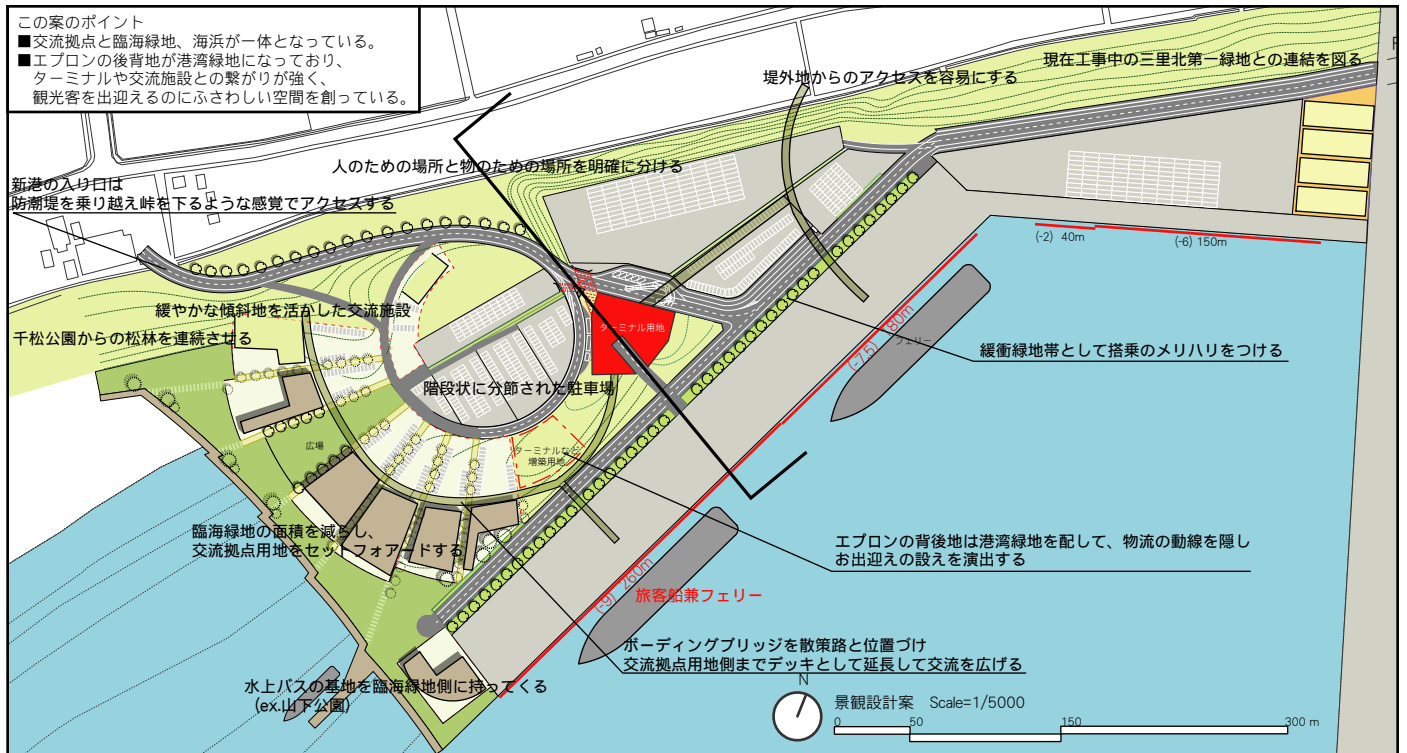 この案のポイント
■交流拠点と臨海緑地、海浜が一体となっている。
■エプロンの後背地が港湾緑地になっており、
ターミナルや交流施設との繋がりが強く、
観光客を出迎えるのにふさわしい空間を創っている。
現在工事中の三里北第一緑地との連結を図る
堤外地からのアクセスを容易にする
人のための場所と物のための場所を明確に分ける
新港の入り口は
防潮堤を乗り越え峠を下るような感覚でアクセスする
(-2) 40m
(-6) 150m
緩やかな傾斜地を活かした交流施設
千松公園からの松林を連続させる
ターミナル用地
(-7.5) 180m
フェリー
緩衝緑地帯として搭乗のメリハリをつける
階段状に分節された駐車場
広場
ターミナルなど
増築用地
臨海緑地の面積を減らし、
交流拠点用地をセットフォアードする
エプロンの背後地は港湾緑地を配して、物流の動線を隠し
お出迎えの設えを演出する
(-9) 260m
旅客船兼フェリー
ボーディングブリッジを散策路と位置づけ
交流拠点用地側までデッキとして延長して交流を広げる
水上バスの基地を臨海緑地側に持ってくる
(ex.山下公園)
N
景観設計案 Scale=1/5000
0 50 150 300 m